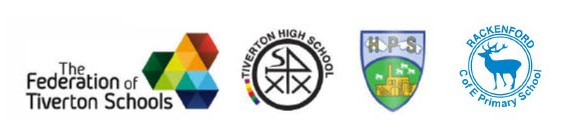 The
Federation of
Tiverton Schools
TIVERTON HIGH SCHOOL
HPS
RACKENFORD
C of E Primary School